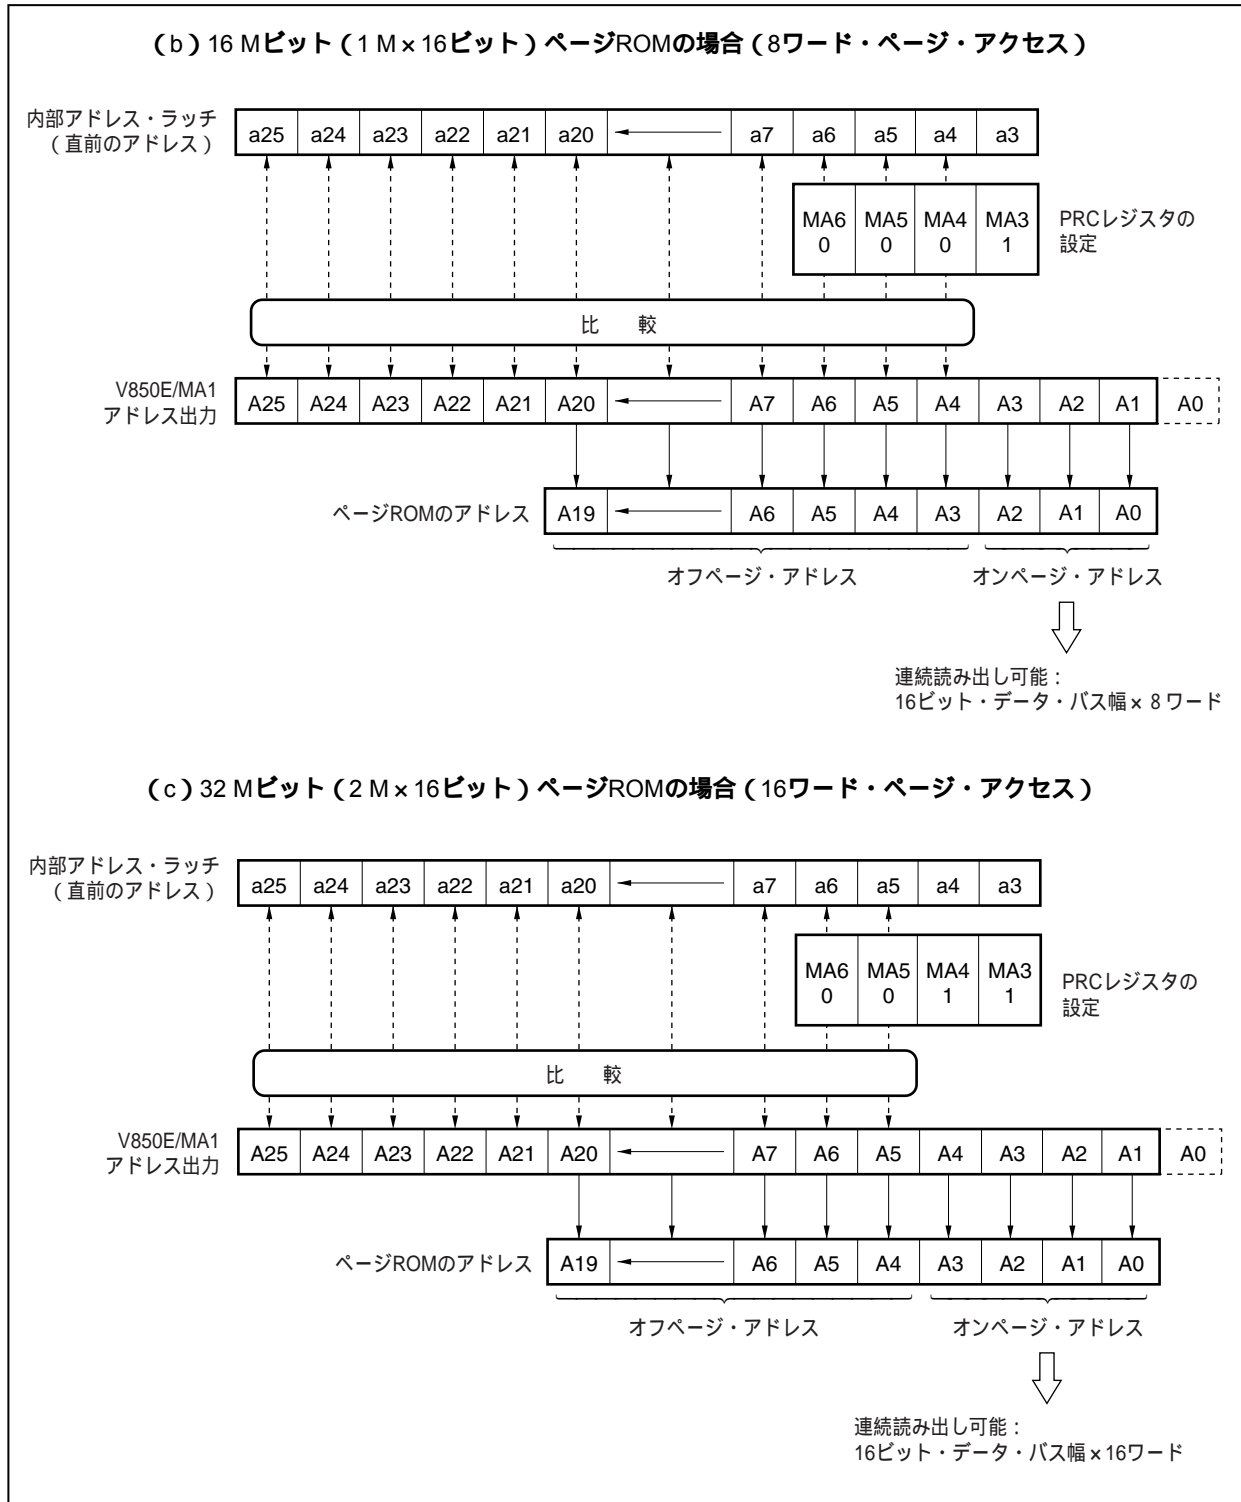 (b) 16 Mビット(1 M×16ビット)ページROMの場合(8ワード・ページ・アクセス)
内部アドレス・ラッチ
(直前のアドレス)
a25 a24 a23 a22 a21 a20 a7 a6 a5 a4 a3
MA6 MA5 MA4 MA3
0 0 0 1
PRCレジスタの
設定
比 較
V850E/MA1
アドレス出力
A25 A24 A23 A22 A21 A20 A7 A6 A5 A4 A3 A2 A1 A0
ページROMのアドレス
A19 A6 A5 A4 A3 A2 A1 A0
オフページ・アドレス オンページ・アドレス
連続読み出し可能:
16ビット・データ・バス幅×8ワード
(c) 32 Mビット(2 M×16ビット)ページROMの場合(16ワード・ページ・アクセス)
内部アドレス・ラッチ
(直前のアドレス)
a25 a24 a23 a22 a21 a20 a7 a6 a5 a4 a3
MA6 MA5 MA4 MA3
0 0 1 1
PRCレジスタの
設定
比 較
V850E/MA1
アドレス出力
A25 A24 A23 A22 A21 A20 A7 A6 A5 A4 A3 A2 A1 A0
ページROMのアドレス
A19 A6 A5 A4 A3 A2 A1 A0
オフページ・アドレス オンページ・アドレス
連続読み出し可能:
16ビット・データ・バス幅×16ワード